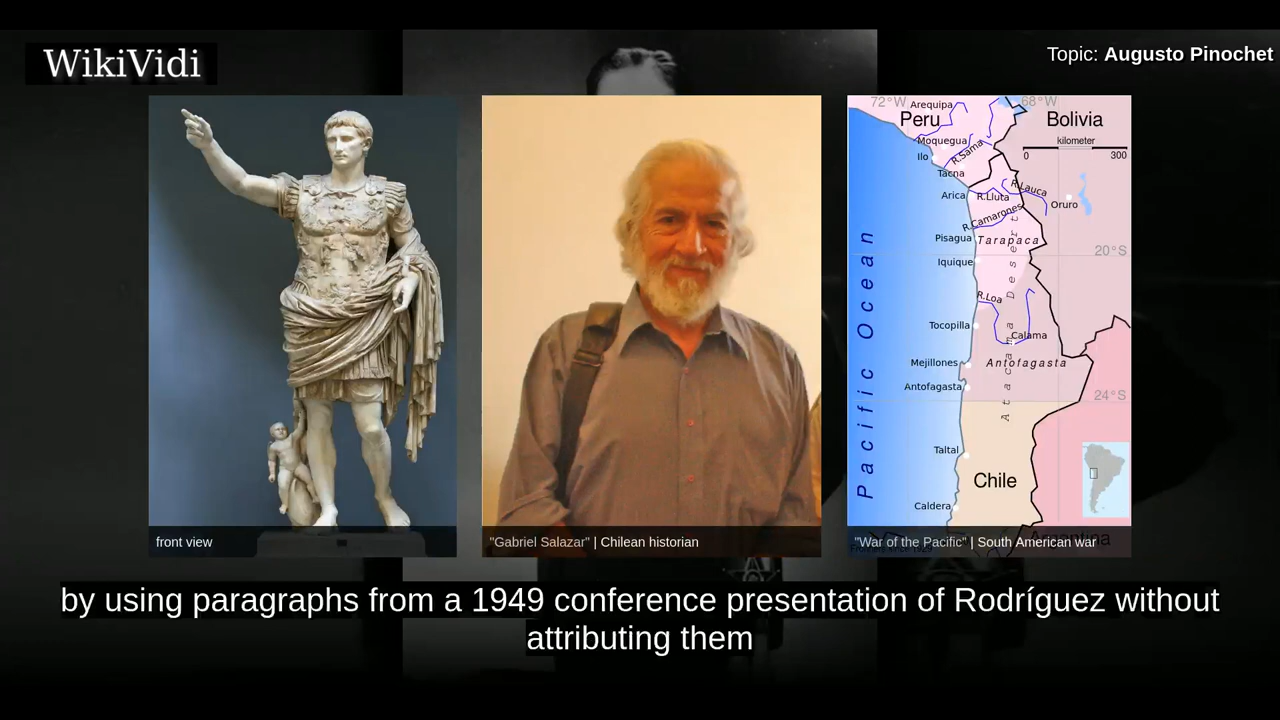 WikiVidi
Topic: Augusto Pinochet
front view
"Gabriel Salazar" | Chilean historian
72°W
68°W
Arequipa
Peru
Bolivia
Moquegua
kilometer
0 300
Ilo
R.Sama
Tacna
Arica
R.Lluta
R.Lauca
Oruro
R.Camarones
Pisagua
Tarapaca
20°S
Iquique
R.Loa
Tocopilla
Calama
Mejillones
Antofagasta
Antofagasta
24°S
Atacama Desert
Pacific Ocean
Taltal
Chile
Caldera
Argentina
"War of the Pacific" | South American war
by using paragraphs from a 1949 conference presentation of Rodríguez without
attributing them